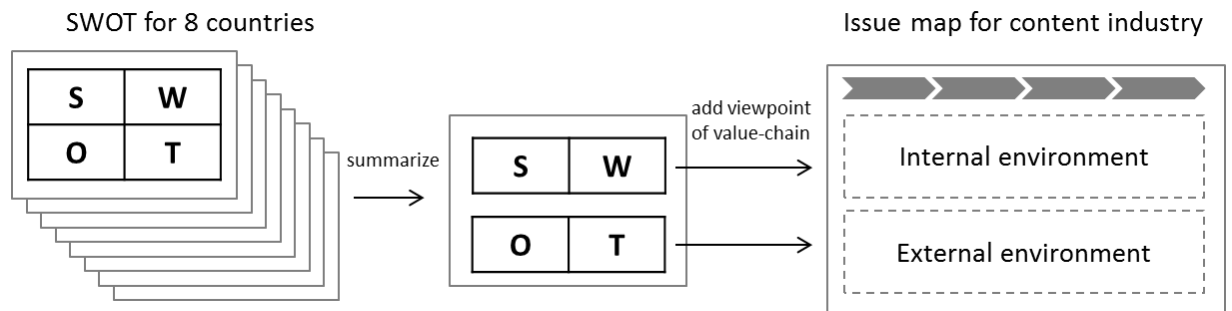 SWOT for 8 countries
S W
O T
summarize
S W
O T
add viewpoint
of value-chain
Issue map for content industry
Internal environment
External environment